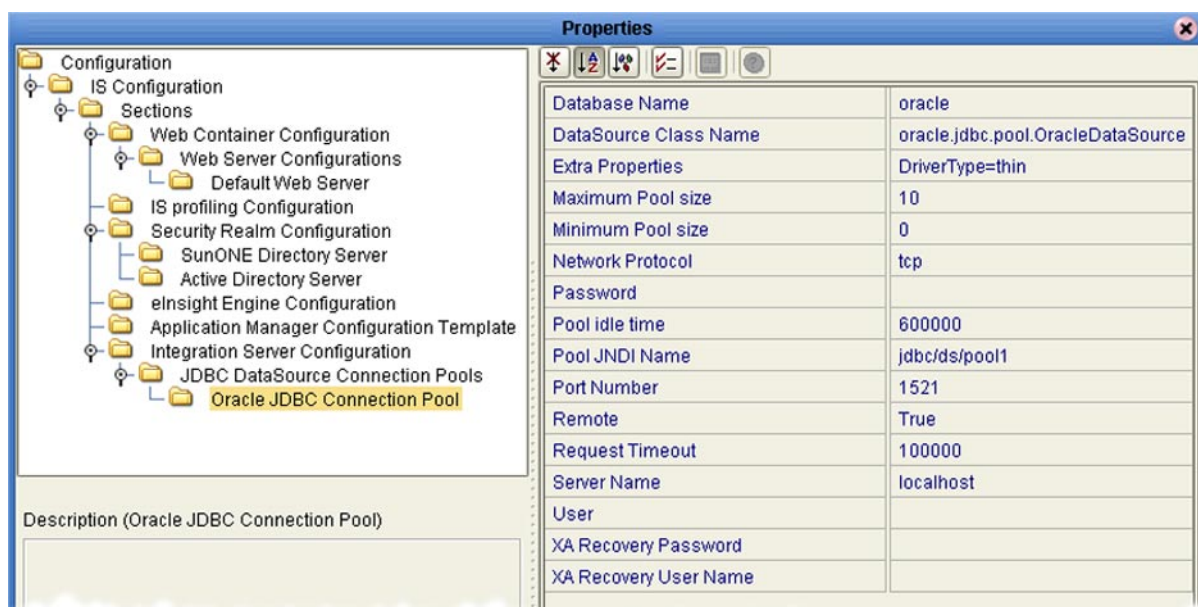 Properties
Configuration
IS Configuration
Sections
Web Container Configuration
Web Server Configurations
Default Web Server
IS profiling Configuration
Security Realm Configuration
SunONE Directory Server
Active Directory Server
eInsight Engine Configuration
Application Manager Configuration Template
Integration Server Configuration
JDBC DataSource Connection Pools
Oracle JDBC Connection Pool
Description (Oracle JDBC Connection Pool)
Database Name oracle
DataSource Class Name oracle.jdbc.pool.OracleDataSource
Extra Properties DriverType=thin
Maximum Pool size 10
Minimum Pool size 0
Network Protocol tcp
Password
Pool idle time 600000
Pool JNDI Name jdbc/ds/pool1
Port Number 1521
Remote True
Request Timeout 100000
Server Name localhost
User
XA Recovery Password
XA Recovery User Name